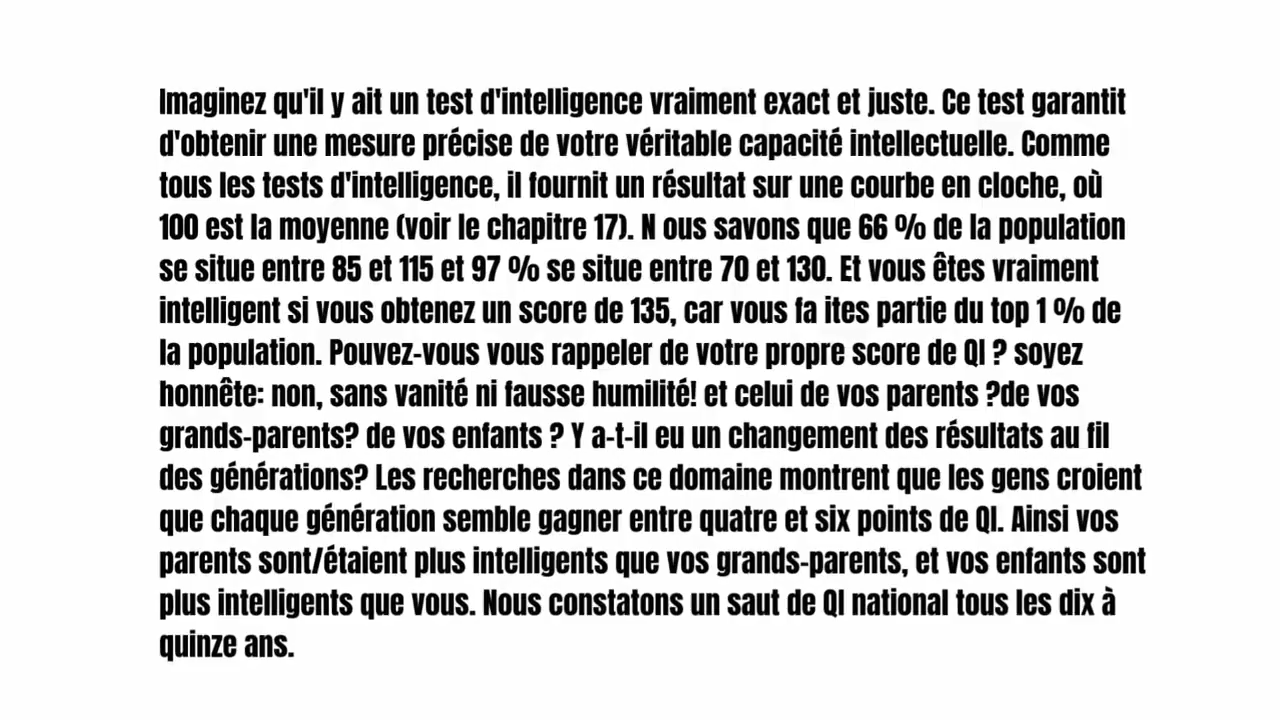 Imaginez qu'il y ait un test d'intelligence vraiment exact et juste. Ce test garantit
d'obtenir une mesure précise de votre véritable capacité intellectuelle. Comme
tous les tests d'intelligence, il fournit un résultat sur une courbe en cloche, où
100 est la moyenne (voir le chapitre 17). N ous savons que 66 % de la population
se situe entre 85 et 115 et 97 % se situe entre 70 et 130. Et vous êtes vraiment
intelligent si vous obtenez un score de 135, car vous fa ites partie du top 1 % de
la population. Pouvez-vous vous rappeler de votre propre score de QI ? soyez
honnête: non, sans vanité ni fausse humilité! et celui de vos parents ?de vos
grands-parents? de vos enfants ? Y a-t-il eu un changement des résultats au fil
des générations? Les recherches dans ce domaine montrent que les gens croient
que chaque génération semble gagner entre quatre et six points de QI. Ainsi vos
parents sont/étaient plus intelligents que vos grands-parents, et vos enfants sont
plus intelligents que vous. Nous constatons un saut de QI national tous les dix à
quinze ans.